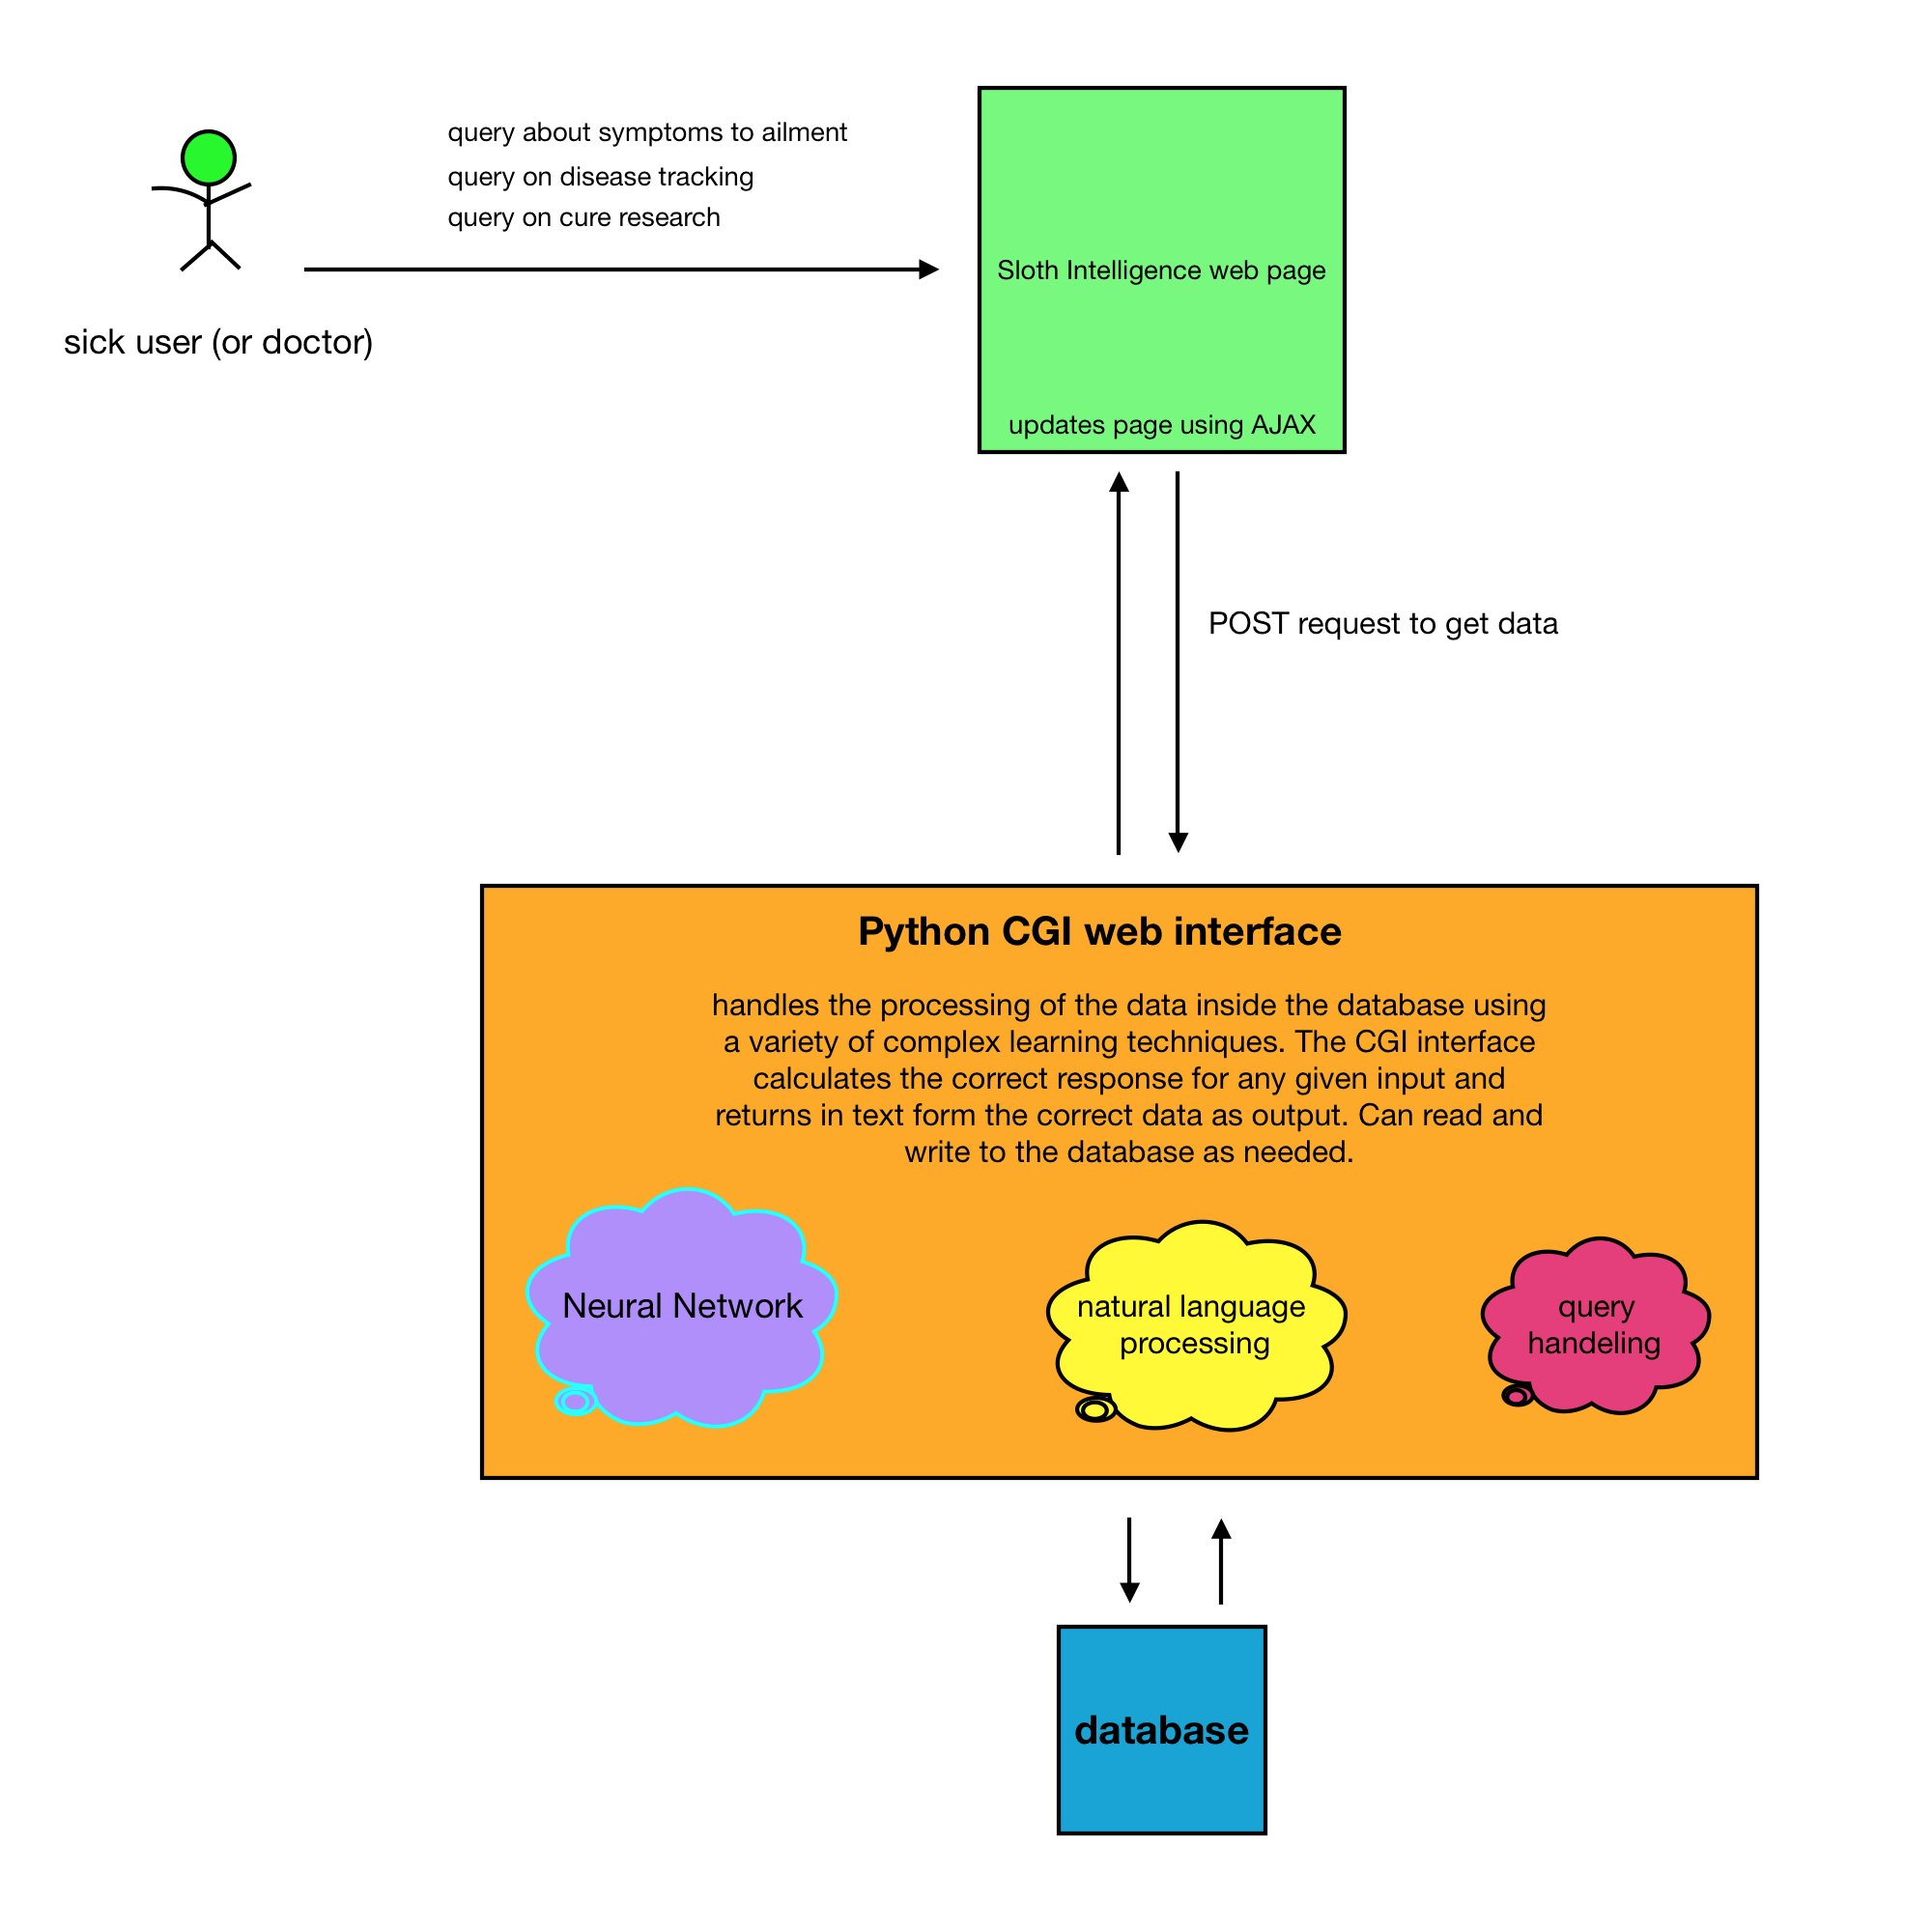 query about symptoms to ailment
query on disease tracking
query on cure research
sick user (or doctor)
Sloth Intelligence web page
updates page using AJAX
POST request to get data
Python CGI web interface
handles the processing of the data inside the database using
a variety of complex learning techniques. The CGI interface
calculates the correct response for any given input and
returns in text form the correct data as output. Can read and
write to the database as needed.
Neural Network
natural language
processing
query
handeling
database